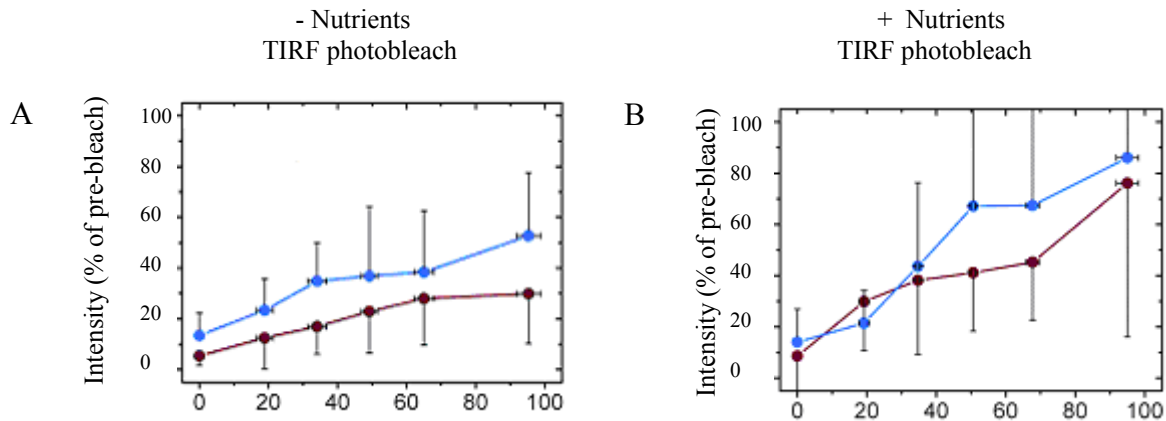 - Nutrients
TIRF photobleach
A
Intensity (% of pre-bleach)
100
80
60
40
20
0
0 20 40 60 80 100
+ Nutrients
TIRF photobleach
B
Intensity (% of pre-bleach)
100
80
60
40
20
0
0 20 40 60 80 100